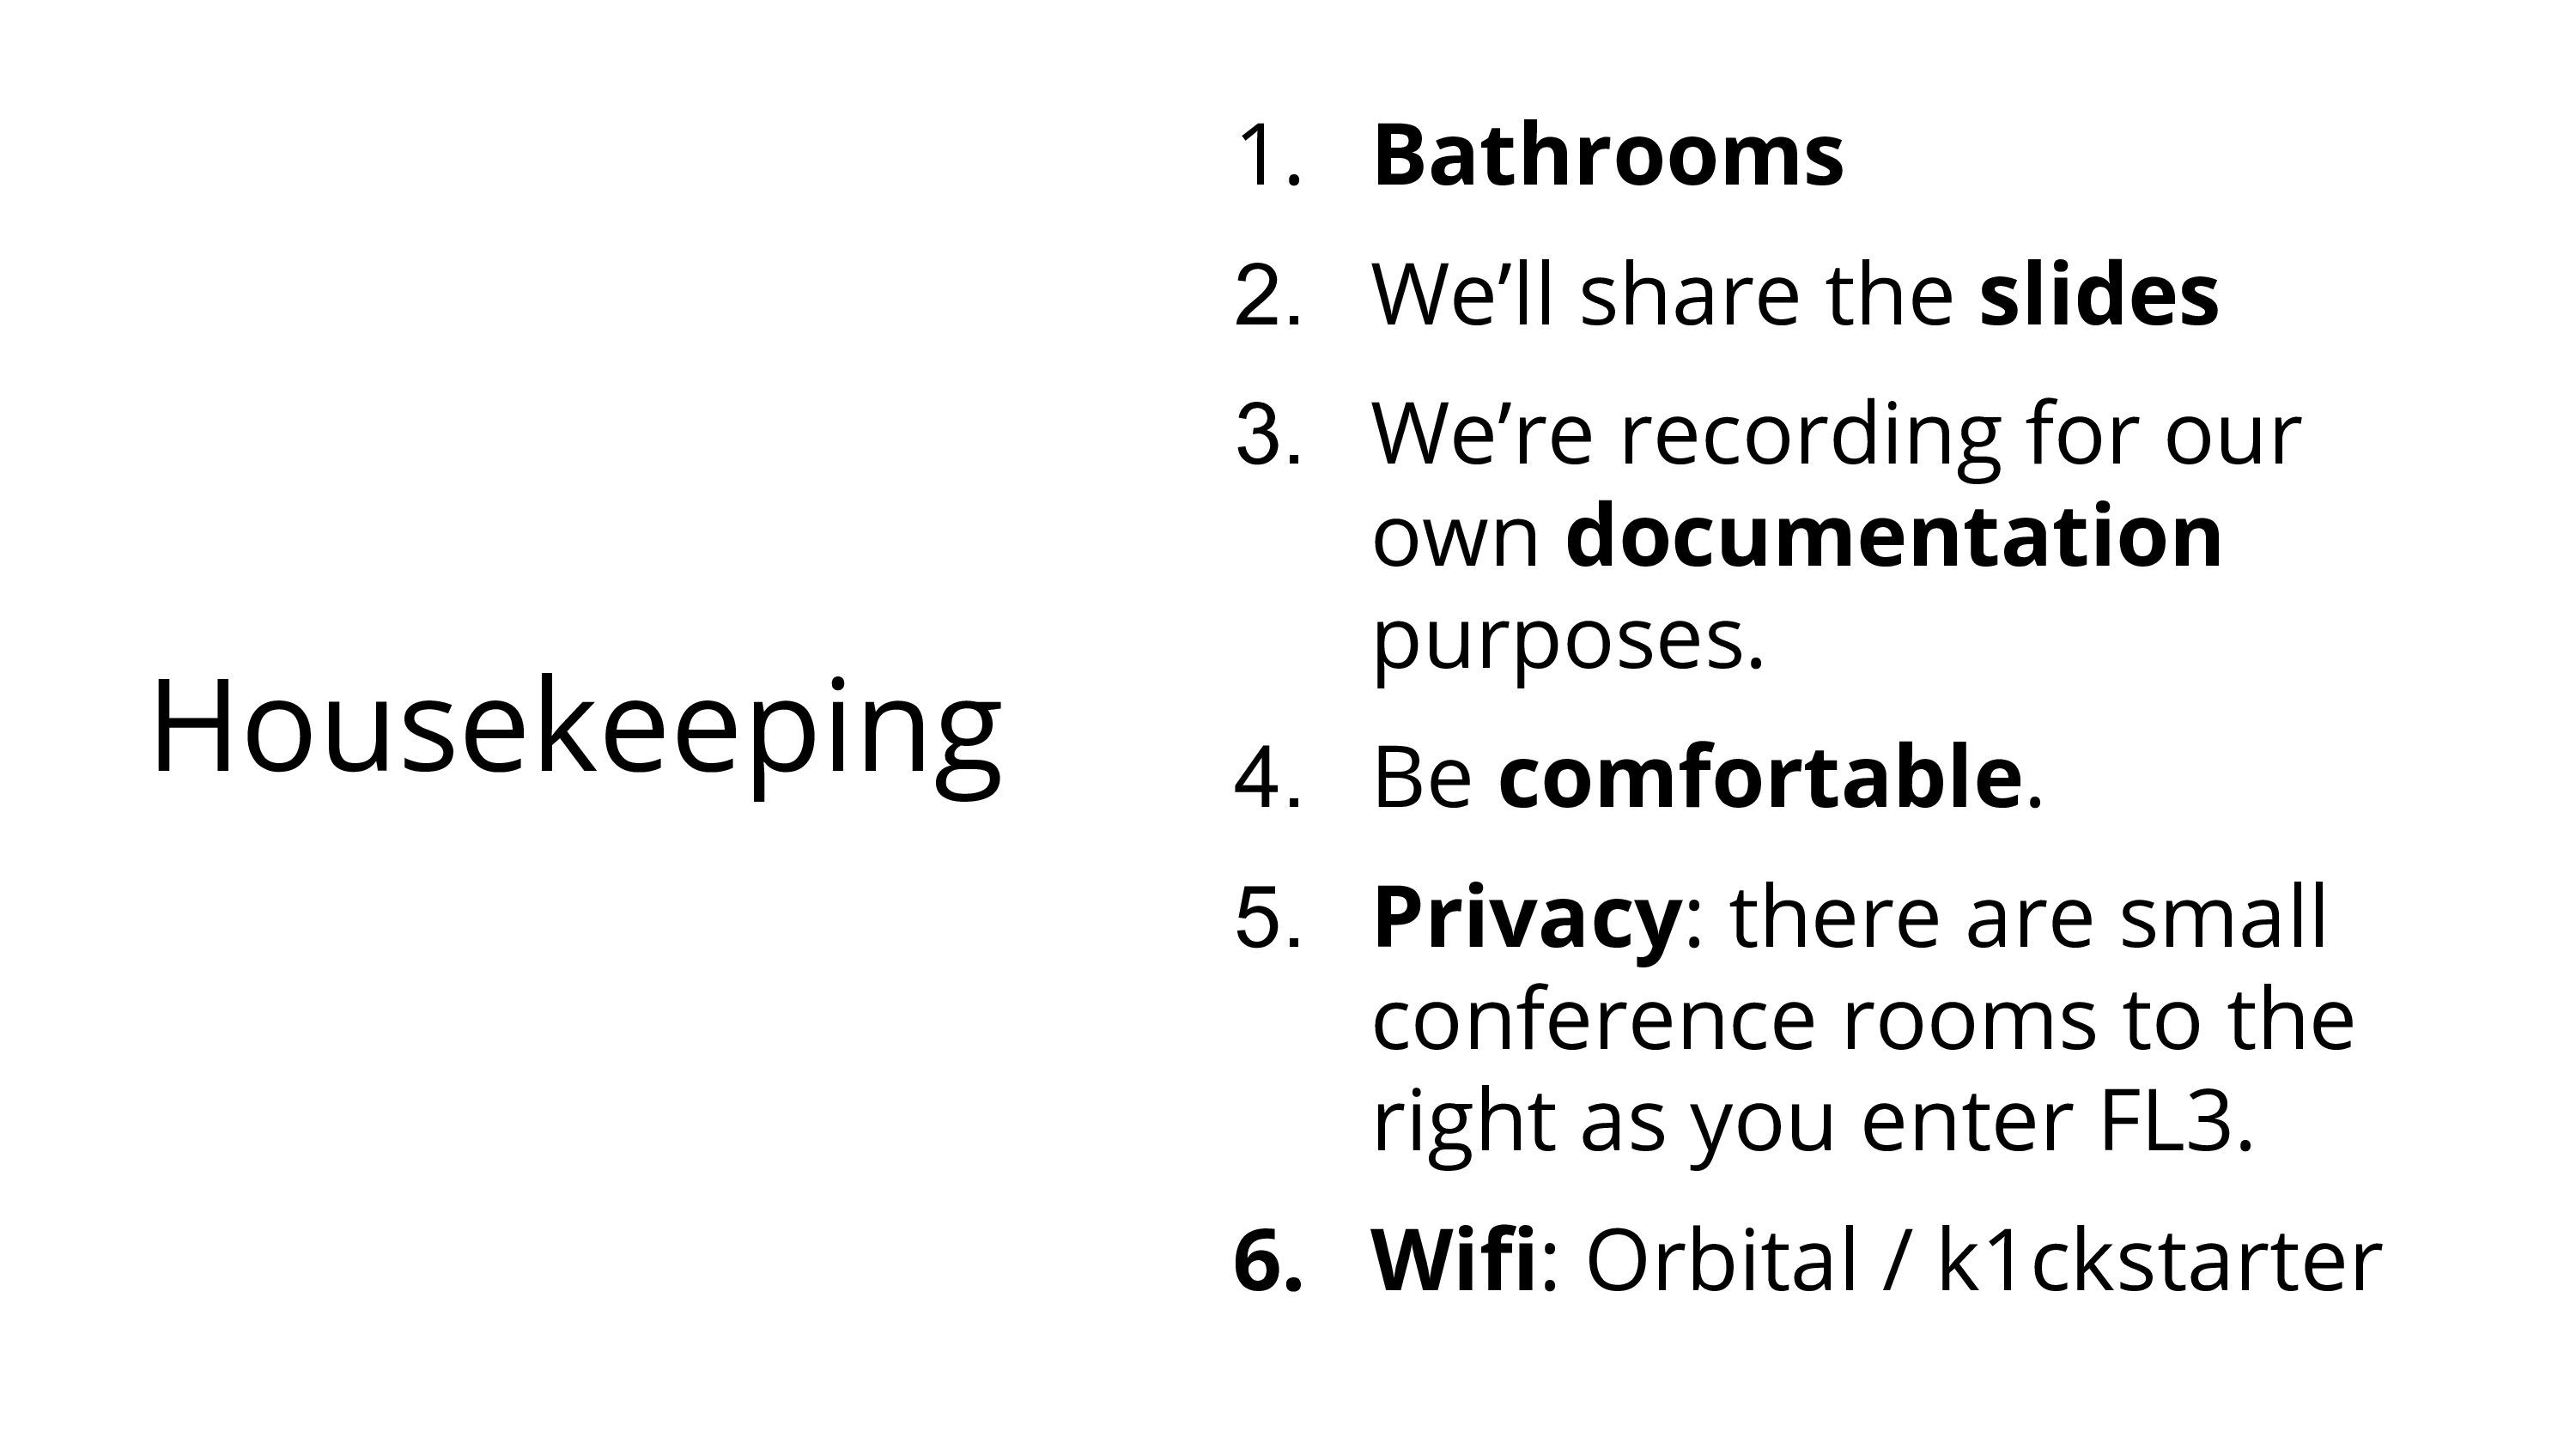 Housekeeping
1. Bathrooms
2. We’ll share the slides
3. We’re recording for our
own documentation
purposes.
4. Be comfortable.
5. Privacy: there are small
conference rooms to the
right as you enter FL3.
6. Wifi: Orbital / k1ckstarter